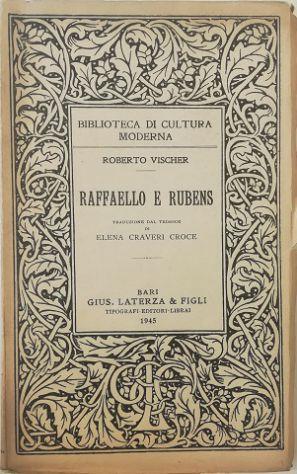 BIBLIOTECA DI CULTURA
MODERNA
ROBERTO VISCHER
RAFFAELLO E RUBENS
TRADUZIONE DAL TEDESCO
DI
ELENA CRAVERI CROCE
BARI
GIUS. LATERZA & FIGLI
TIPOGRAFI-EDITORI-LIBRAI
1945